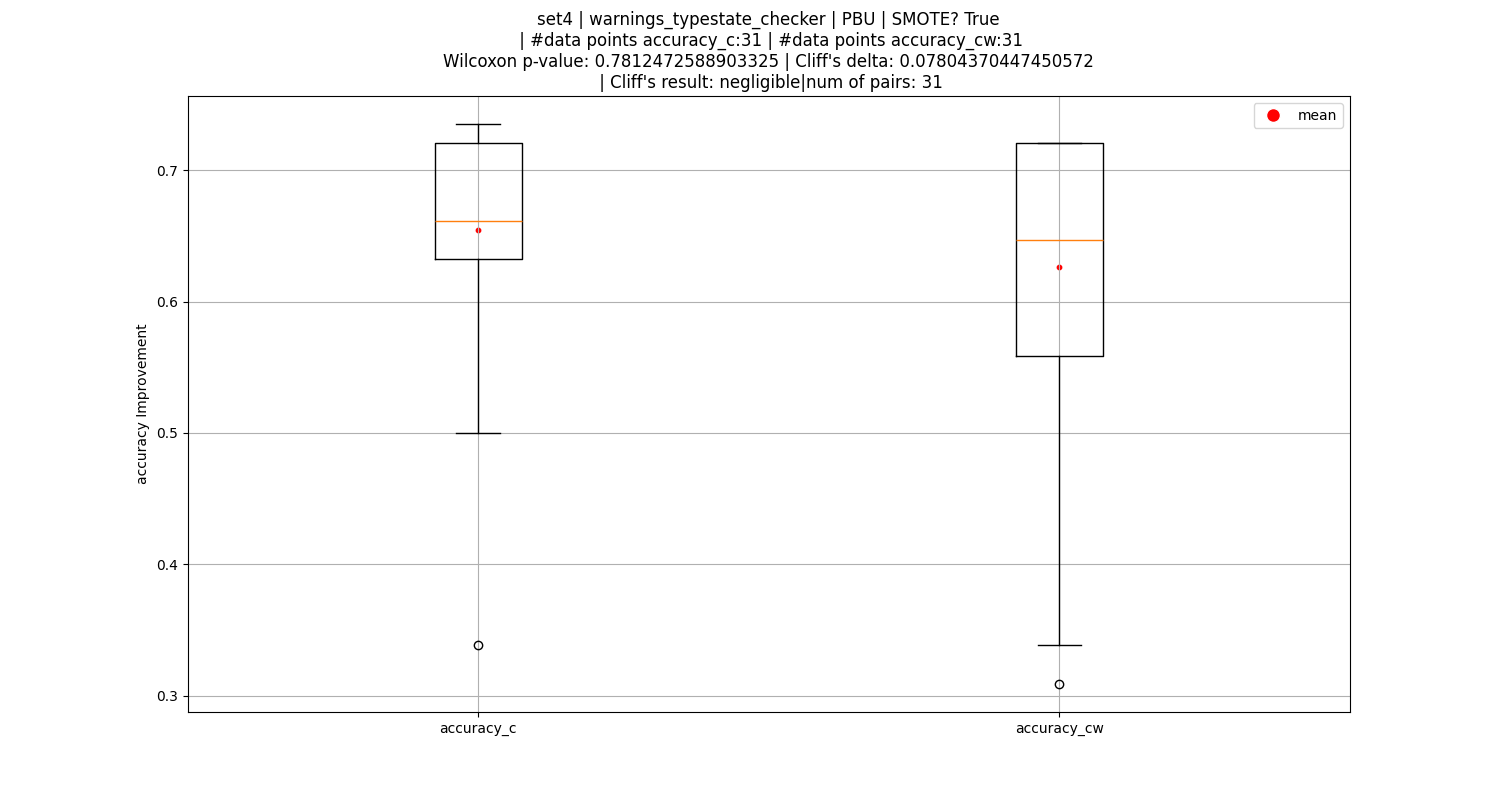 set4 | warnings_typestate_checker | PBU | SMOTE? True
| #data points accuracy_c:31 | #data points accuracy_cw:31
Wilcoxon p-value: 0.7812472588903325 | Cliff's delta: 0.07804370447450572
| Cliff's result: negligible|num of pairs: 31
mean
accuracy Improvement
0.7
0.6
0.5
0.4
0.3
accuracy_c
accuracy_cw